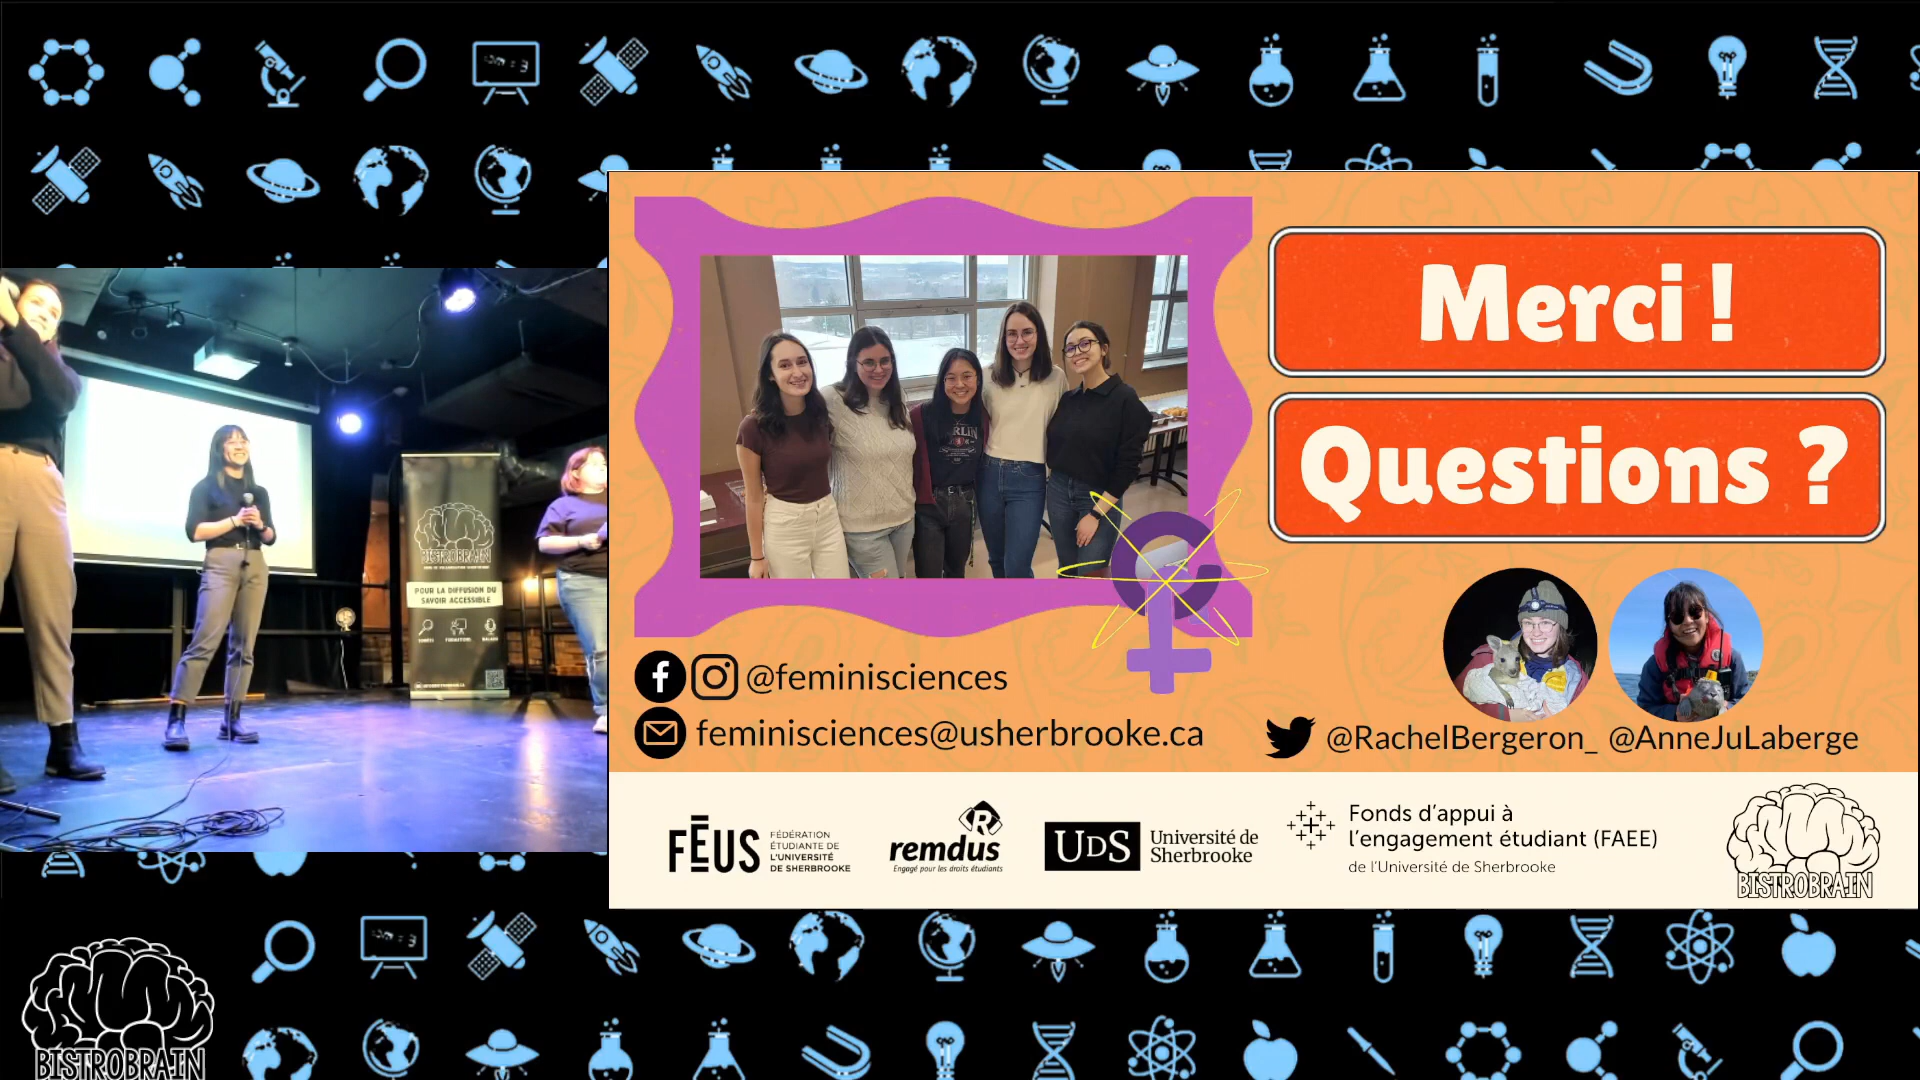 Merci !
Questions ?
@feminisciences
feminisciences@usherbrooke.ca
@RachelBergeron_ @AnneJuLaberge
FĒUS
FÉDÉRATION
ÉTUDIANTE DE
L'UNIVERSITÉ
DE SHERBROOKE
R
remdus
Engagé pour les droits étudiants
UDS
Université de
Sherbrooke
Fonds d'appui à
l'engagement étudiant (FAEE)
de l'Université de Sherbrooke
BISTROBRAIN
BISTROBRAIN
POUR LA DIFFUSION DU
SAVOIR ACCESSIBLE
BERLIN
BISTROBRAIN